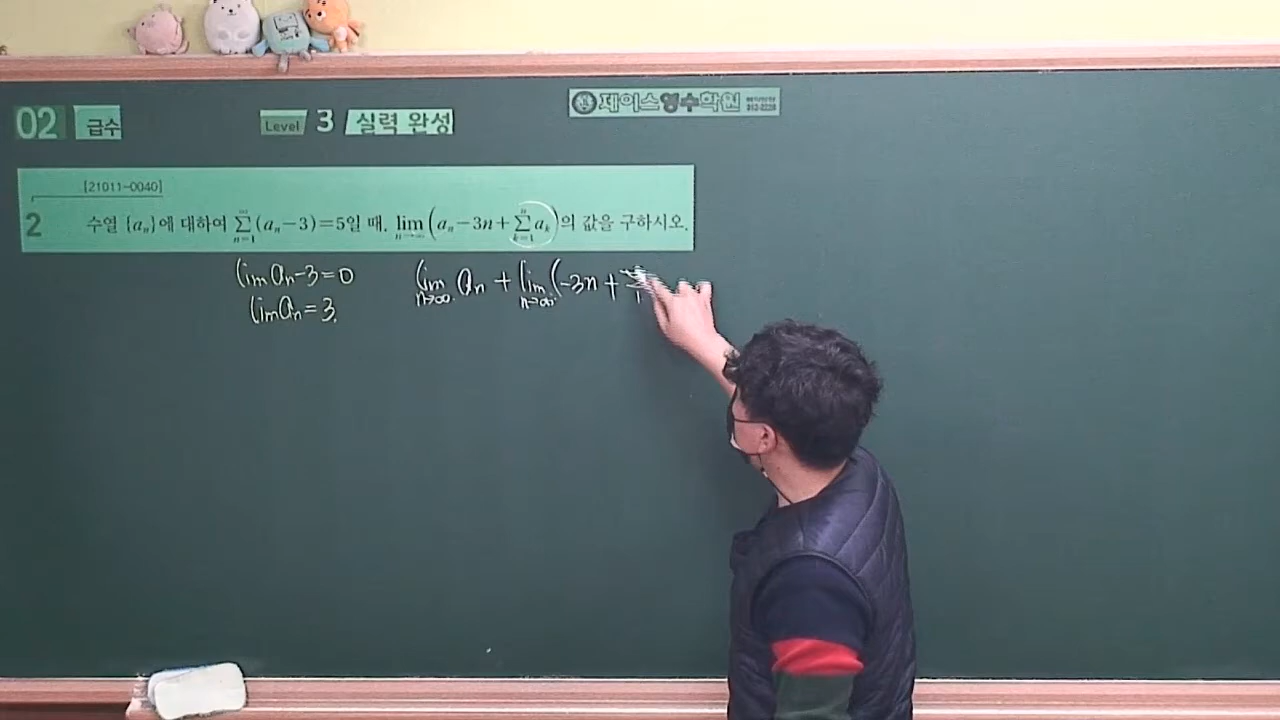 제이스영수학원
02 급수
Level 3 실력 완성
[21011-0040]
2 수열 {aₙ}에 대하여 ∑_{n=1}^{∞}(aₙ-3)=5일 때, lim_{n→∞}(aₙ-3n+∑_{k=1}^{n}aₖ)의 값을 구하시오.
lim aₙ-3=0
lim aₙ=3.
lim_{n→∞} aₙ + lim_{n→∞}(-3n+